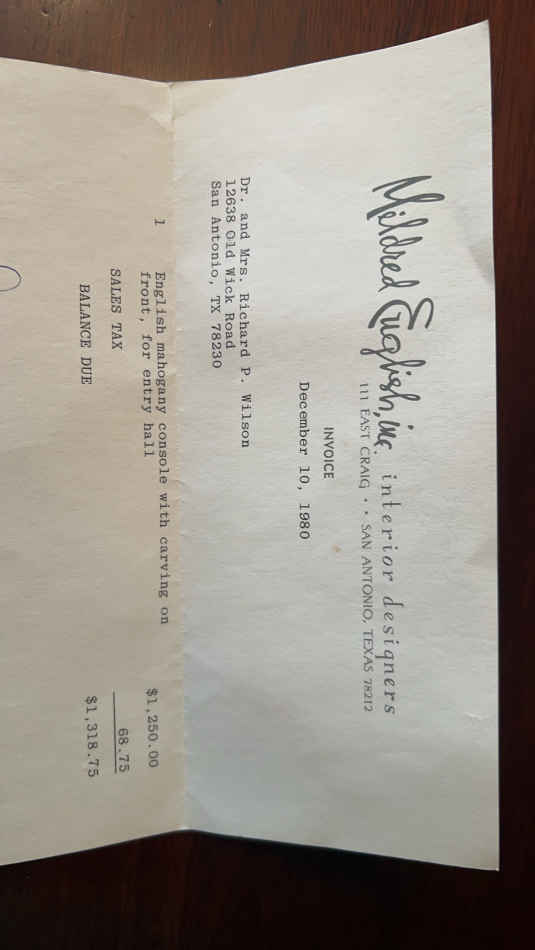 Mildred English, inc. interior designers
111 EAST CRAIG · · SAN ANTONIO, TEXAS 78212
INVOICE
December 10, 1980
Dr. and Mrs. Richard P. Wilson
12638 Old Wick Road
San Antonio, TX 78230
1 English mahogany console with carving on
front, for entry hall $1,250.00
SALES TAX 68.75
BALANCE DUE $1,318.75